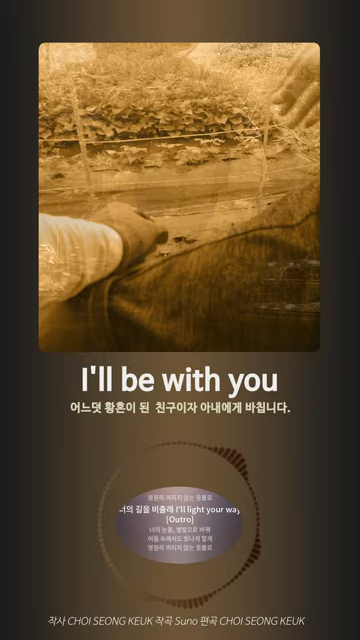 I'll be with you
어느덧 황혼이 된 친구이자 아내에게 바칩니다.
영원히 꺼지지 않는 등불로
너의 길을 비출래 I'll light your way
[Outro]
너의 눈동, 별빛으로 바꿔
어둠 속에서도 빛나게 할게
영원히 꺼지지 않는 등불로
작사 CHOI SEONG KEUK 작곡 Suno 편곡 CHOI SEONG KEUK